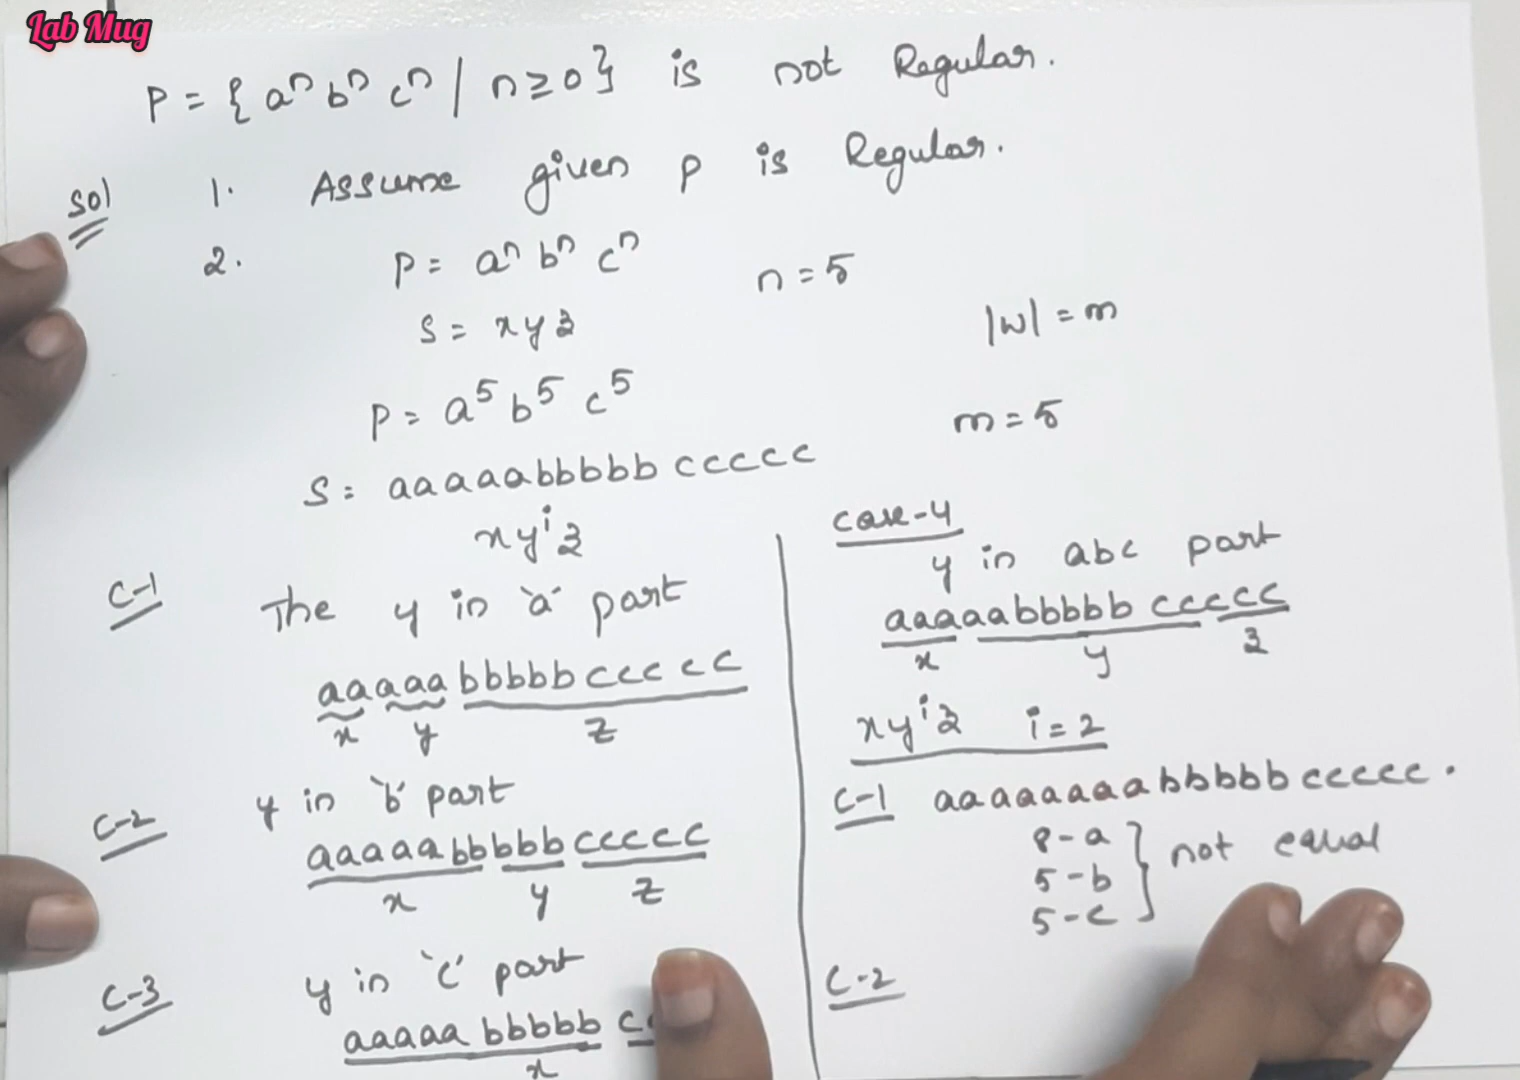 Lab Mug
P = { aⁿ bⁿ cⁿ / n ≥ 0 } is not Regular.
Sol
1. Assume given p is Regular.
2. P = aⁿ bⁿ cⁿ n = 5
S = xyz
|w| = m
P = a⁵ b⁵ c⁵
m = 5
S = aaaaabbbbbccccc
xyⁱz
C-1 The y in 'a' part
aaaaabbbbbccccc
x y z
C-2 y in 'b' part
aaaaabbbbbccccc
x y z
C-3 y in 'c' part
aaaaa bbbbb c
x
case-4
y in abc part
aaaaabbbbbccccc
x y z
xyⁱz i = 2
C-1 aaaaaaaabbbbbccccc.
8-a
5-b } not equal
5-c
C-2